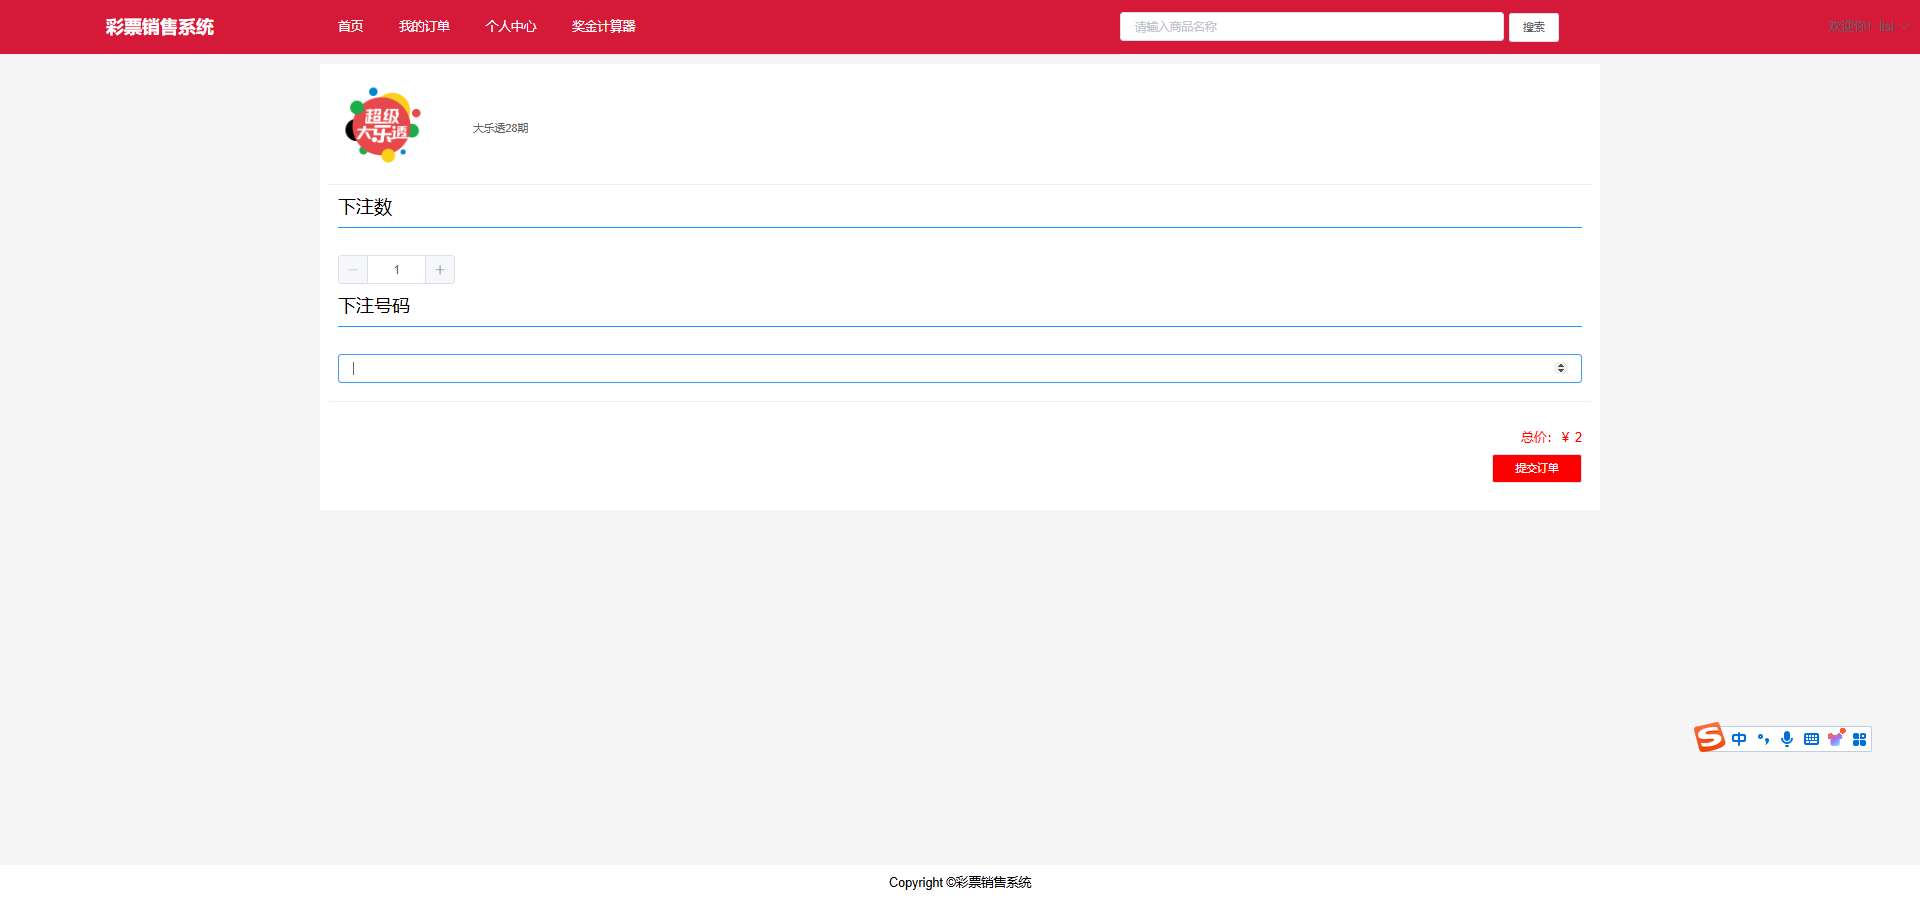 彩票销售系统
首页 我的订单 个人中心 奖金计算器
请输入商品名称 搜索
欢迎你！
超级
大乐透
大乐透28期
下注数
1
下注号码
总价：￥ 2
提交订单
S 中
Copyright ©彩票销售系统